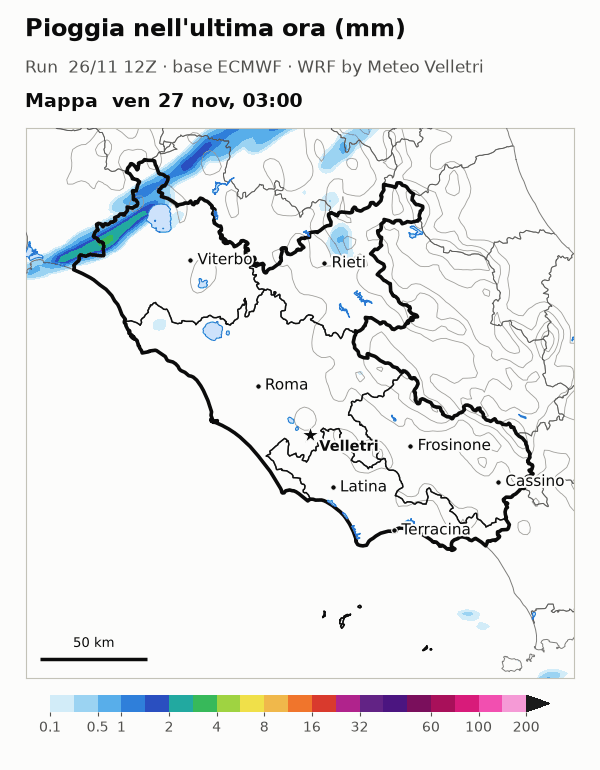 Pioggia nell'ultima ora (mm)
Run  26/11 12Z · base ECMWF · WRF by Meteo Velletri
Mappa  ven 27 nov, 03:00
Viterbo
Rieti
Roma
Velletri
Frosinone
Latina
Cassino
Terracina
50 km
0.1 0.5 1 2 4 8 16 32 60 100 200